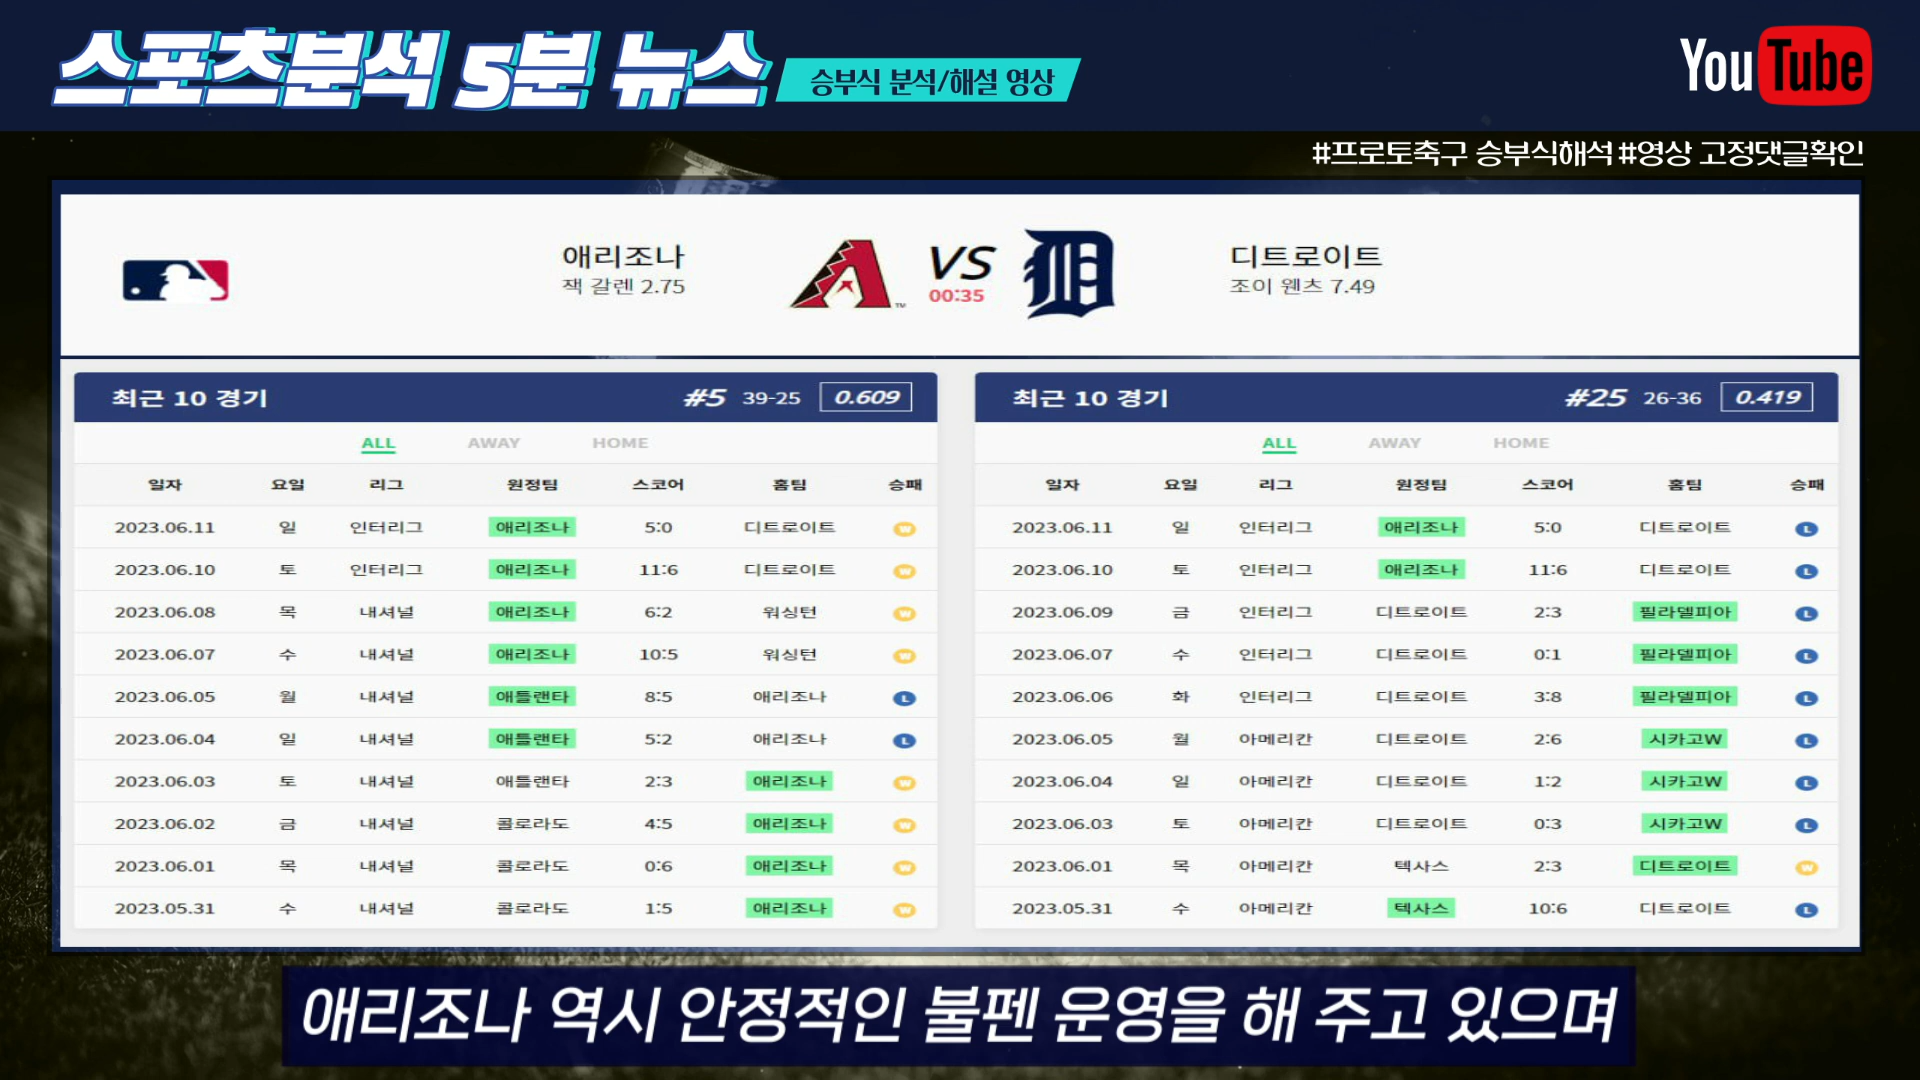 스포츠분석 5분 뉴스
승부식 분석/해설 영상
YouTube
#프로토축구 승부식해석 #영상 고정댓글확인
애리조나
잭 갈렌 2.75
A
TM
VS
00:35
D
디트로이트
조이 웬츠 7.49
최근 10 경기 #5 39-25 0.609
ALL AWAY HOME
일자 요일 리그 원정팀 스코어 홈팀 승패
2023.06.11 일 인터리그 애리조나 5:0 디트로이트 W
2023.06.10 토 인터리그 애리조나 11:6 디트로이트 W
2023.06.08 목 내셔널 애리조나 6:2 워싱턴 W
2023.06.07 수 내셔널 애리조나 10:5 워싱턴 W
2023.06.05 월 내셔널 애틀랜타 8:5 애리조나 L
2023.06.04 일 내셔널 애틀랜타 5:2 애리조나 L
2023.06.03 토 내셔널 애틀랜타 2:3 애리조나 W
2023.06.02 금 내셔널 콜로라도 4:5 애리조나 W
2023.06.01 목 내셔널 콜로라도 0:6 애리조나 W
2023.05.31 수 내셔널 콜로라도 1:5 애리조나 W
최근 10 경기 #25 26-36 0.419
ALL AWAY HOME
일자 요일 리그 원정팀 스코어 홈팀 승패
2023.06.11 일 인터리그 애리조나 5:0 디트로이트 L
2023.06.10 토 인터리그 애리조나 11:6 디트로이트 L
2023.06.09 금 인터리그 디트로이트 2:3 필라델피아 L
2023.06.07 수 인터리그 디트로이트 0:1 필라델피아 L
2023.06.06 화 인터리그 디트로이트 3:8 필라델피아 L
2023.06.05 월 아메리칸 디트로이트 2:6 시카고W L
2023.06.04 일 아메리칸 디트로이트 1:2 시카고W L
2023.06.03 토 아메리칸 디트로이트 0:3 시카고W L
2023.06.01 목 아메리칸 텍사스 2:3 디트로이트 W
2023.05.31 수 아메리칸 텍사스 10:6 디트로이트 L
애리조나 역시 안정적인 불펜 운영을 해 주고 있으며